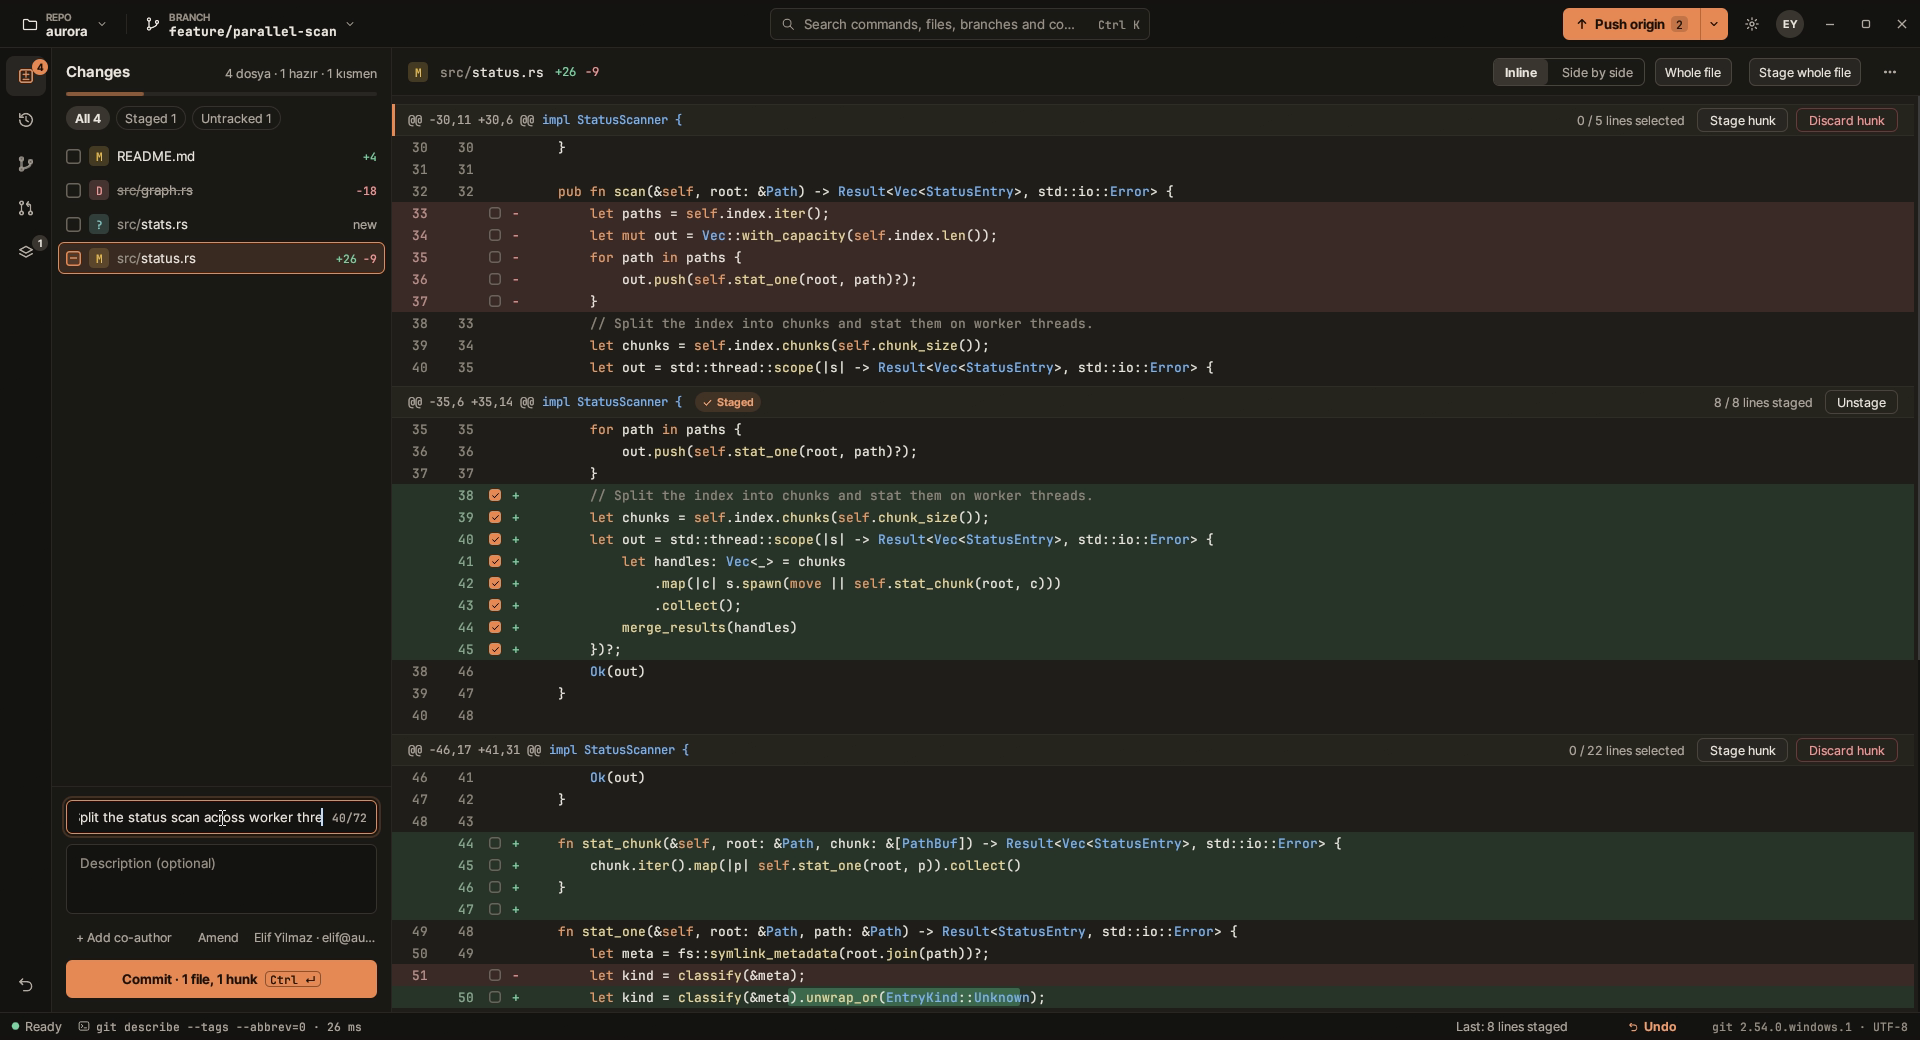 REPO
aurora
BRANCH
feature/parallel-scan
Search commands, files, branches and co... Ctrl K
Push origin 2
EY
4
1
Changes
4 dosya · 1 hazır · 1 kısmen
All 4
Staged 1
Untracked 1
M README.md +4
D src/graph.rs -18
? src/stats.rs new
M src/status.rs +26 -9
plit the status scan across worker thre 40/72
Description (optional)
+ Add co-author Amend Elif Yilmaz · elif@au...
Commit · 1 file, 1 hunk Ctrl ↵
M src/status.rs +26 -9
Inline Side by side Whole file Stage whole file ···
@@ -30,11 +30,6 @@ impl StatusScanner { 0 / 5 lines selected Stage hunk Discard hunk
30 30 }
31 31
32 32 pub fn scan(&self, root: &Path) -> Result<Vec<StatusEntry>, std::io::Error> {
33 - let paths = self.index.iter();
34 - let mut out = Vec::with_capacity(self.index.len());
35 - for path in paths {
36 - out.push(self.stat_one(root, path)?);
37 - }
38 33 // Split the index into chunks and stat them on worker threads.
39 34 let chunks = self.index.chunks(self.chunk_size());
40 35 let out = std::thread::scope(|s| -> Result<Vec<StatusEntry>, std::io::Error> {
@@ -35,6 +35,14 @@ impl StatusScanner { ✓ Staged 8 / 8 lines staged Unstage
35 35 for path in paths {
36 36 out.push(self.stat_one(root, path)?);
37 37 }
38 + // Split the index into chunks and stat them on worker threads.
39 + let chunks = self.index.chunks(self.chunk_size());
40 + let out = std::thread::scope(|s| -> Result<Vec<StatusEntry>, std::io::Error> {
41 + let handles: Vec<_> = chunks
42 + .map(|c| s.spawn(move || self.stat_chunk(root, c)))
43 + .collect();
44 + merge_results(handles)
45 + })?;
38 46 Ok(out)
39 47 }
40 48
@@ -46,17 +41,31 @@ impl StatusScanner { 0 / 22 lines selected Stage hunk Discard hunk
46 41 Ok(out)
47 42 }
48 43
44 + fn stat_chunk(&self, root: &Path, chunk: &[PathBuf]) -> Result<Vec<StatusEntry>, std::io::Error> {
45 + chunk.iter().map(|p| self.stat_one(root, p)).collect()
46 + }
47 +
49 48 fn stat_one(&self, root: &Path, path: &Path) -> Result<StatusEntry, std::io::Error> {
50 49 let meta = fs::symlink_metadata(root.join(path))?;
51 - let kind = classify(&meta);
50 + let kind = classify(&meta).unwrap_or(EntryKind::Unknown);
Ready git describe --tags --abbrev=0 · 26 ms Last: 8 lines staged Undo git 2.54.0.windows.1 · UTF-8